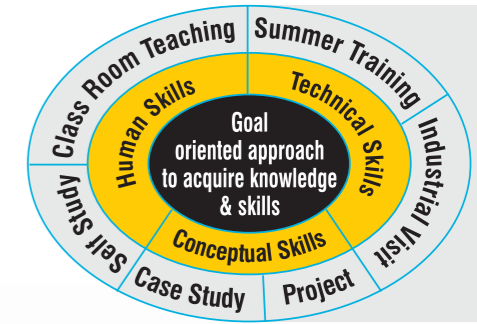 Class Room Teaching
Summer Training
Human Skills
Technical Skills
Goal
oriented approach
to acquire knowledge
& skills
Industrial Visit
Self Study
Conceptual Skills
Case Study
Project